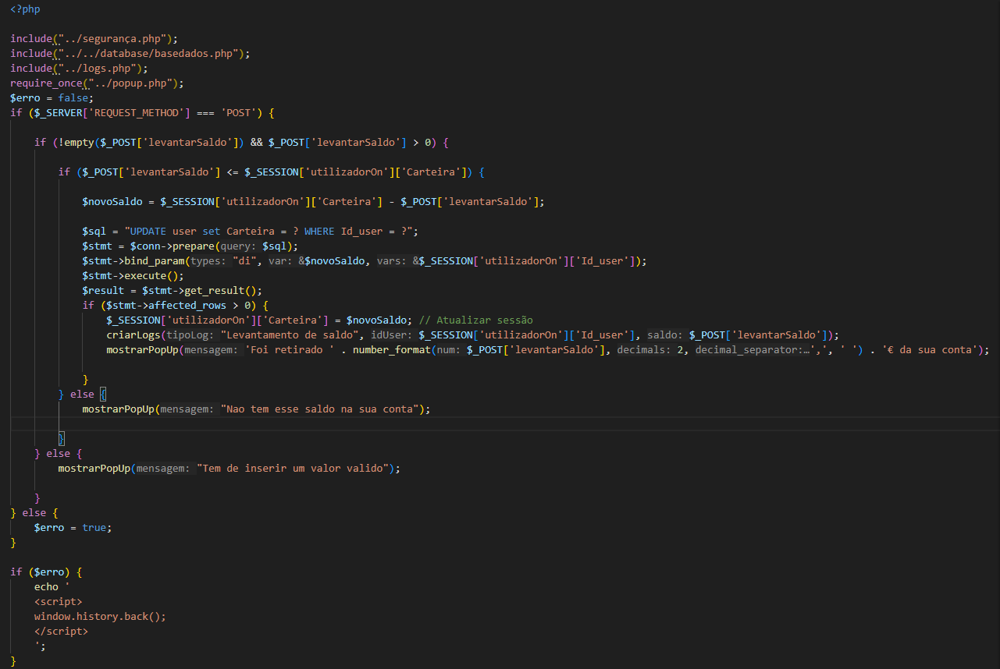 <?php
include("../segurança.php");
include("../../database/basedados.php");
include("../logs.php");
require_once("../popup.php");
$erro = false;
if ($_SERVER['REQUEST_METHOD'] === 'POST') {
if (!empty($_POST['levantarSaldo']) && $_POST['levantarSaldo'] > 0) {
if ($_POST['levantarSaldo'] <= $_SESSION['utilizadorOn']['Carteira']) {
$novoSaldo = $_SESSION['utilizadorOn']['Carteira'] - $_POST['levantarSaldo'];
$sql = "UPDATE user set Carteira = ? WHERE Id_user = ?";
$stmt = $conn->prepare(query: $sql);
$stmt->bind_param(types: "di", var: &$novoSaldo, vars: &$_SESSION['utilizadorOn']['Id_user']);
$stmt->execute();
$result = $stmt->get_result();
if ($stmt->affected_rows > 0) {
$_SESSION['utilizadorOn']['Carteira'] = $novoSaldo; // Atualizar sessão
criarLogs(tipoLog: "Levantamento de saldo", idUser: $_SESSION['utilizadorOn']['Id_user'], saldo: $_POST['levantarSaldo']);
mostrarPopUp(mensagem: 'Foi retirado ' . number_format(num: $_POST['levantarSaldo'], decimals: 2, decimal_separator:…',', ' ') . '€ da sua conta');
}
} else {
mostrarPopUp(mensagem: "Nao tem esse saldo na sua conta");
}
} else {
mostrarPopUp(mensagem: "Tem de inserir um valor valido");
}
} else {
$erro = true;
}
if ($erro) {
echo '
<script>
window.history.back();
</script>
';
}